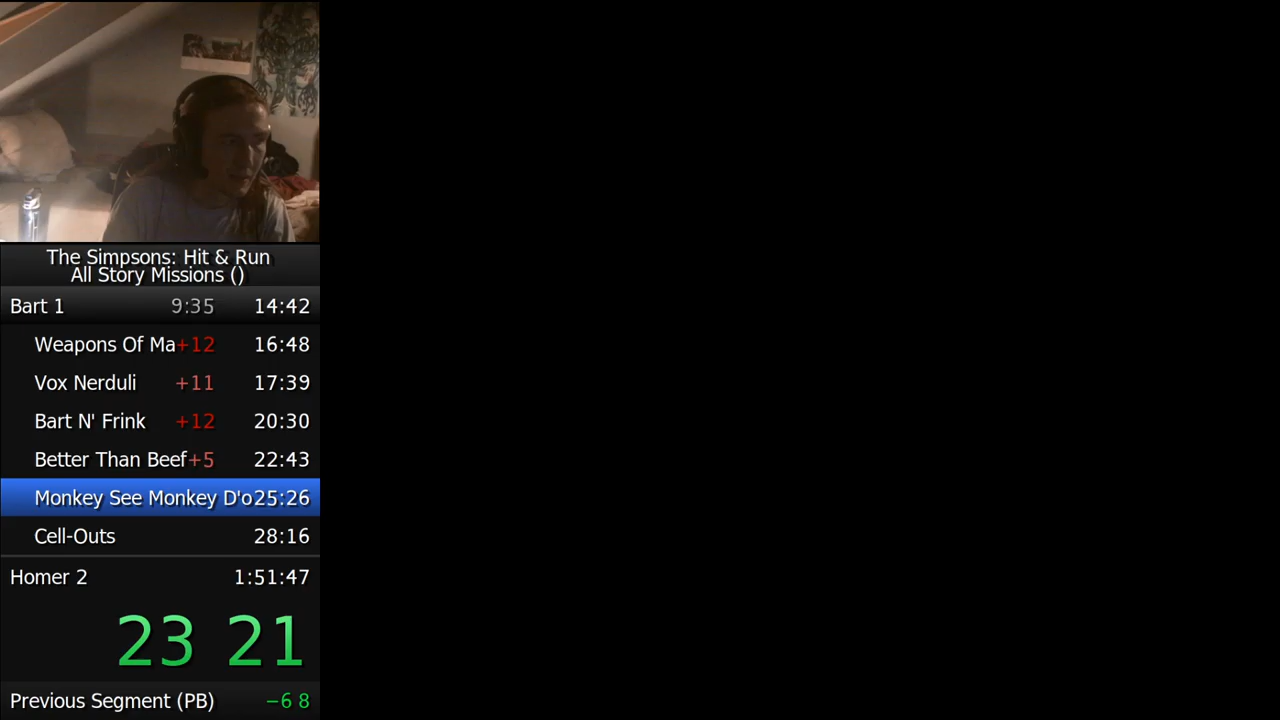 The Simpsons: Hit & Run
All Story Missions ()
Bart 1 9:35 14:42
Weapons Of Ma +12 16:48
Vox Nerduli +11 17:39
Bart N' Frink +12 20:30
Better Than Beef +5 22:43
Monkey See Monkey D'o 25:26
Cell-Outs 28:16
Homer 2 1:51:47
23 21
Previous Segment (PB) −6 8